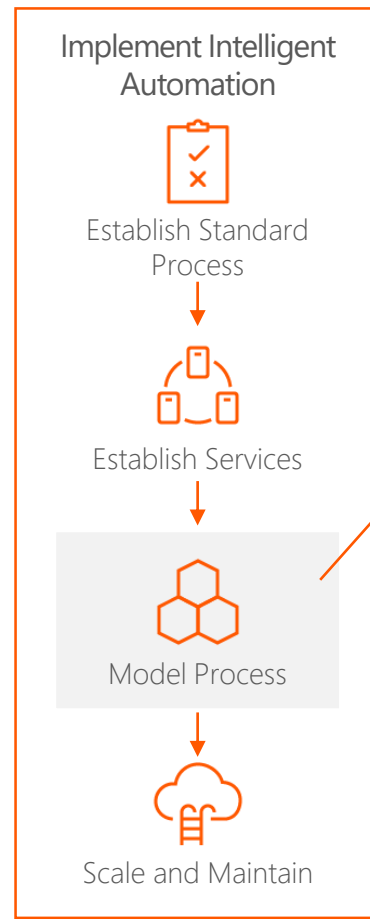 Implement Intelligent
Automation
Establish Standard
Process
Establish Services
Model Process
Scale and Maintain